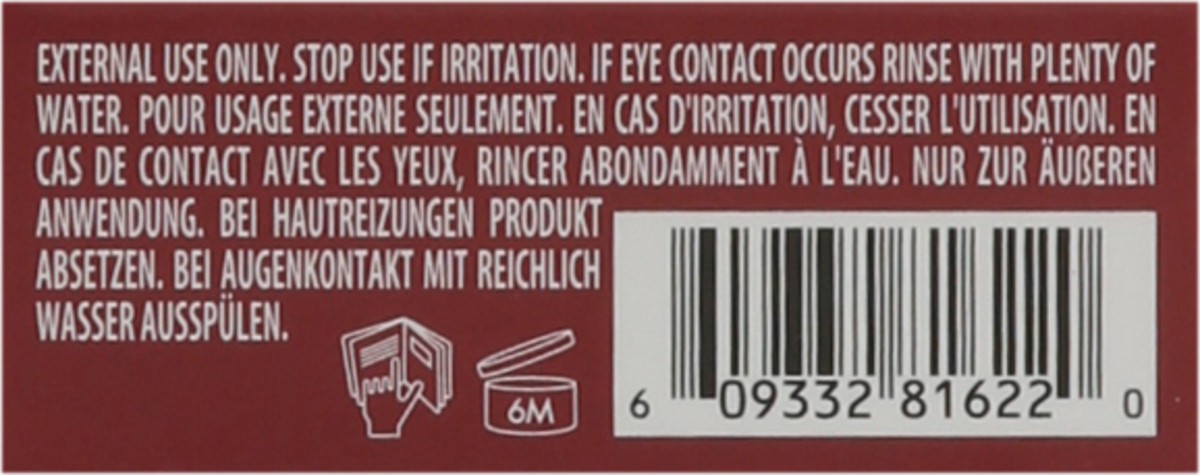 EXTERNAL USE ONLY. STOP USE IF IRRITATION. IF EYE CONTACT OCCURS RINSE WITH PLENTY OF
WATER. POUR USAGE EXTERNE SEULEMENT. EN CAS D'IRRITATION, CESSER L'UTILISATION. EN
CAS DE CONTACT AVEC LES YEUX, RINCER ABONDAMMENT À L'EAU. NUR ZUR ÄUßEREN
ANWENDUNG. BEI HAUTREIZUNGEN PRODUKT
ABSETZEN. BEI AUGENKONTAKT MIT REICHLICH
WASSER AUSSPÜLEN.
6M
6 09332 81622 0